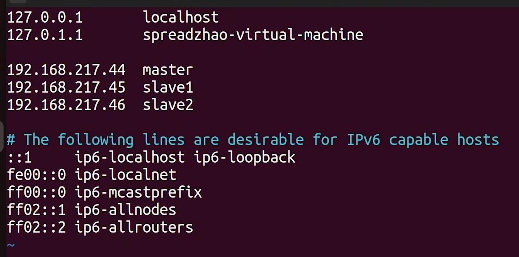 127.0.0.1       localhost
127.0.1.1       spreadzhao-virtual-machine
192.168.217.44  master
192.168.217.45  slave1
192.168.217.46  slave2
# The following lines are desirable for IPv6 capable hosts
::1     ip6-localhost ip6-loopback
fe00::0 ip6-localnet
ff00::0 ip6-mcastprefix
ff02::1 ip6-allnodes
ff02::2 ip6-allrouters
~